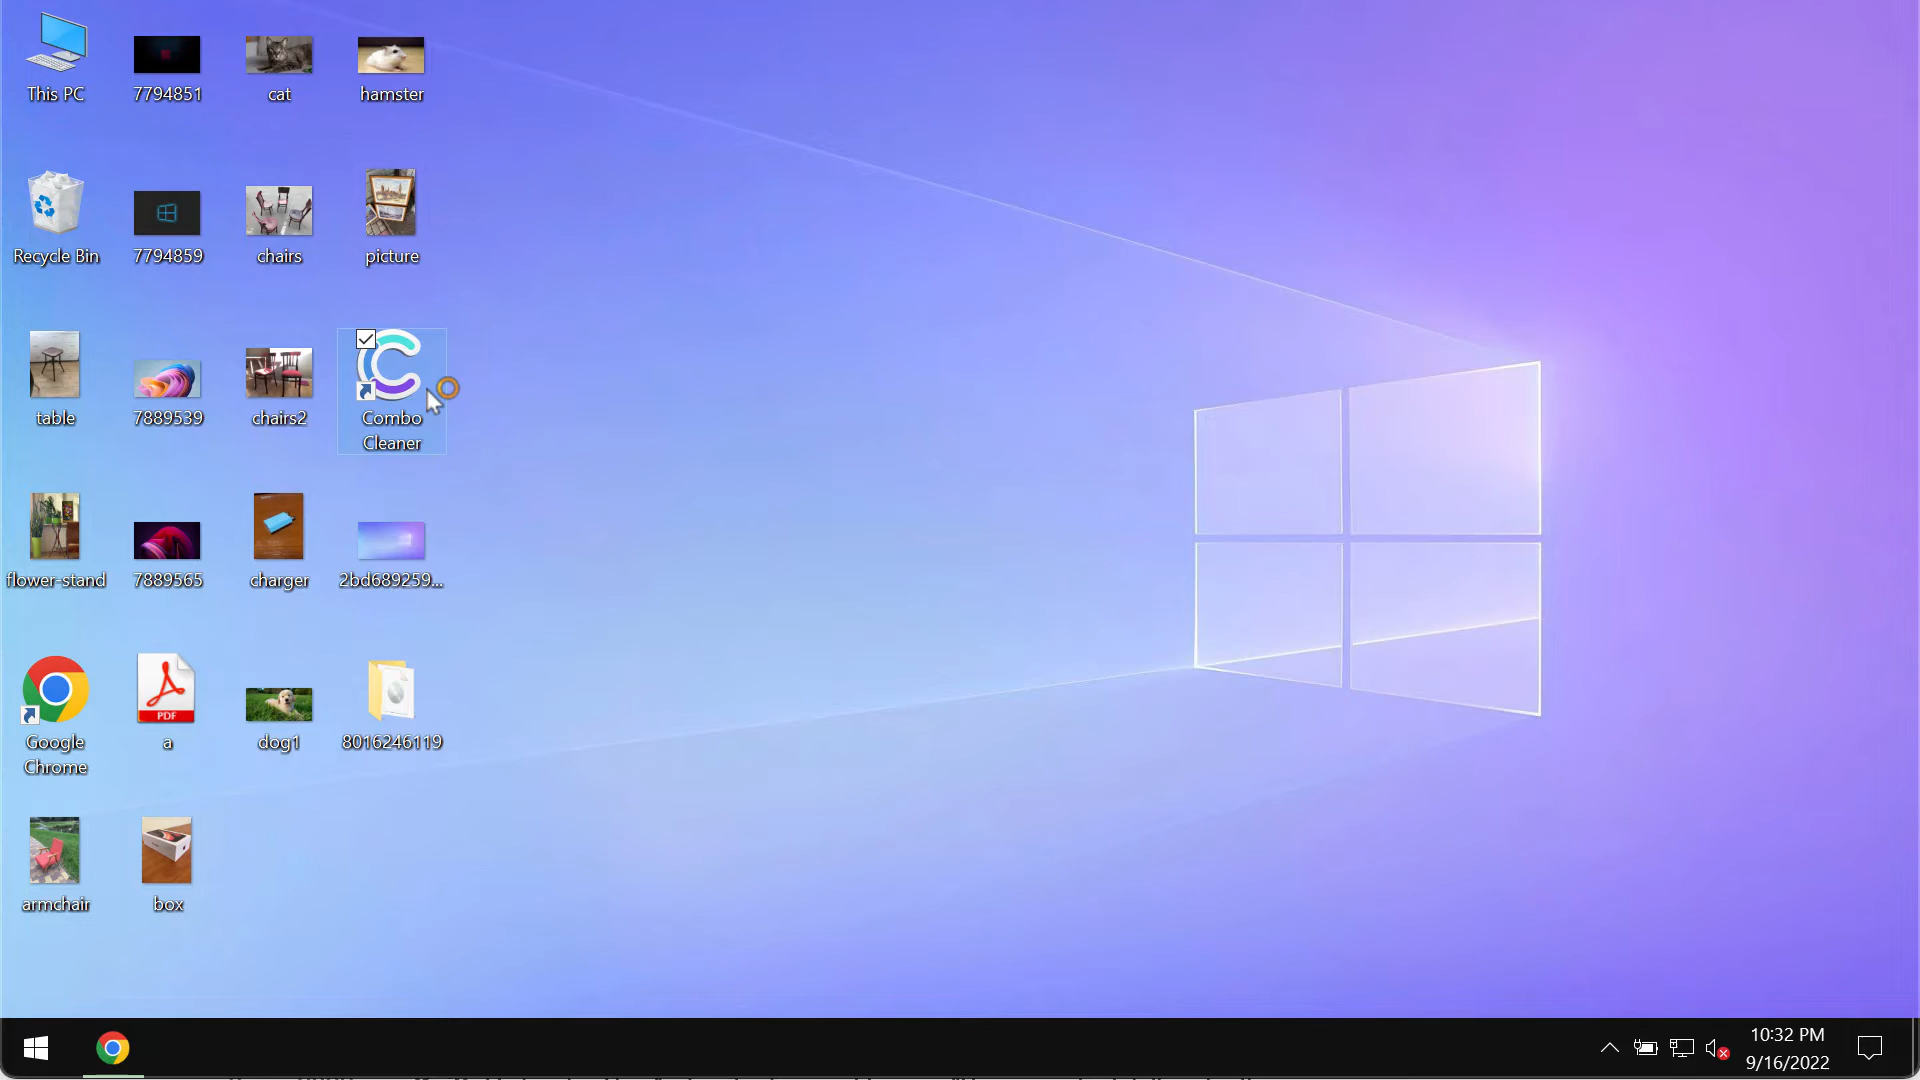 This PC
7794851
cat
hamster
Recycle Bin
7794859
chairs
picture
table
7889539
chairs2
Combo
Cleaner
flower-stand
7889565
charger
2bd689259...
PDF
Google
Chrome
a
dog1
8016246119
armchair
box
10:32 PM
9/16/2022